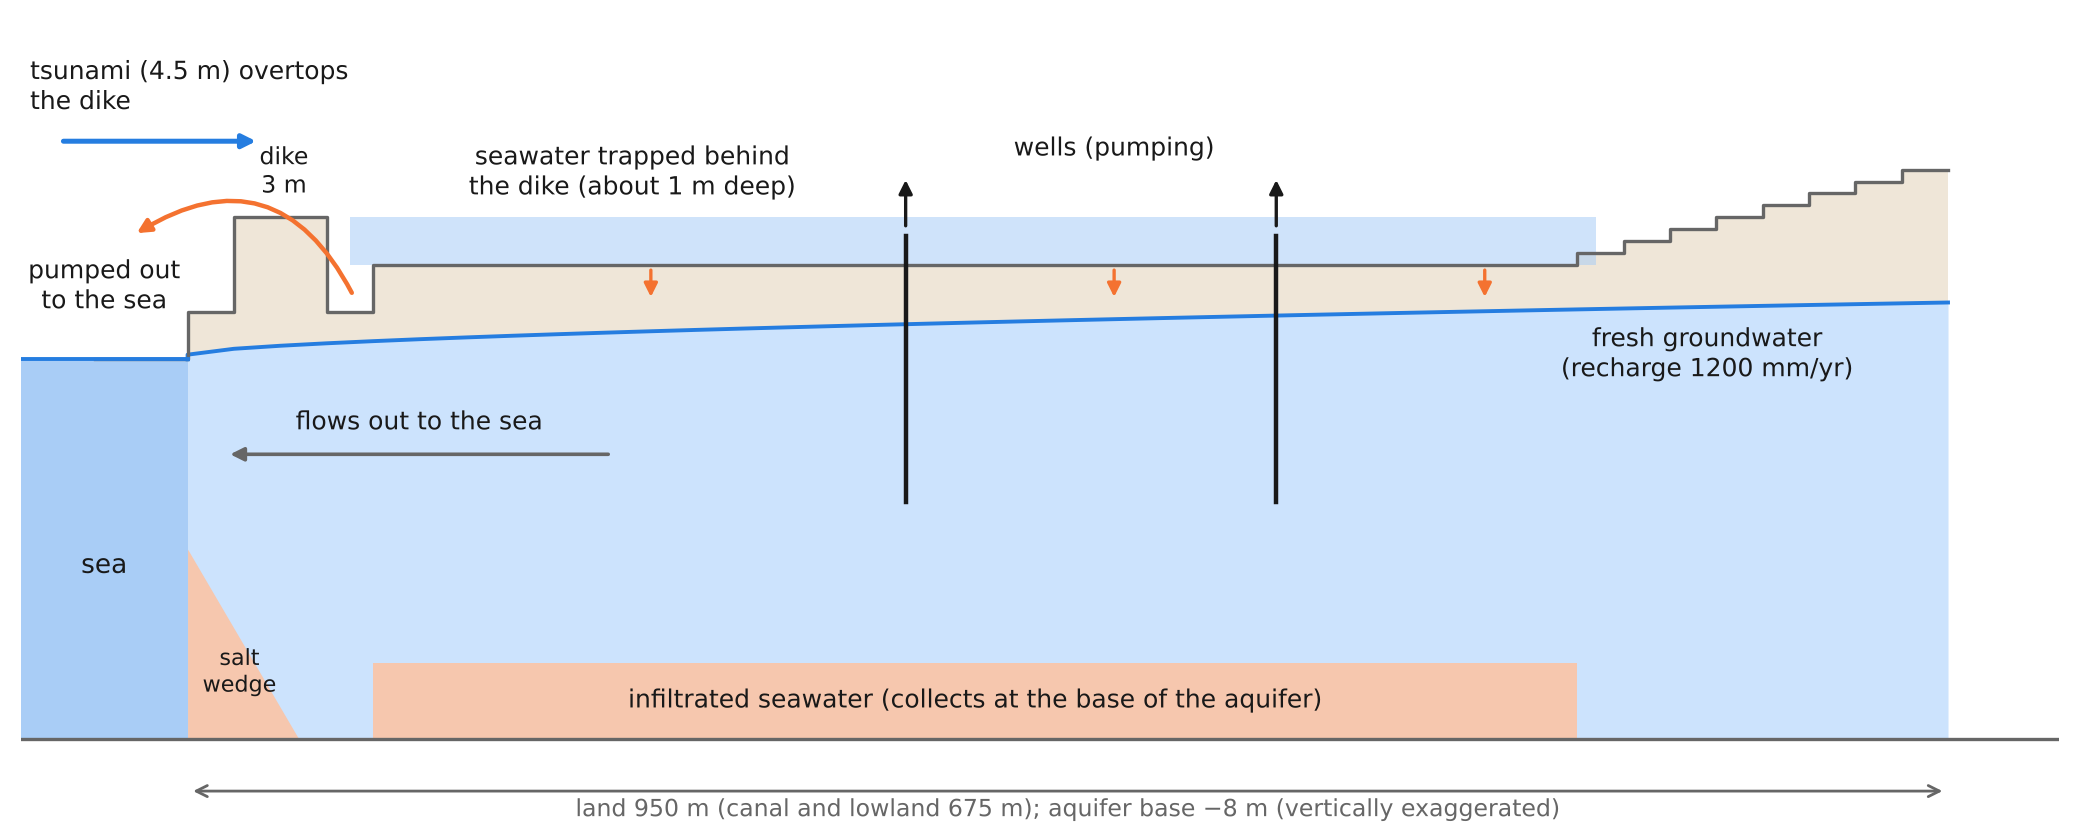 tsunami (4.5 m) overtops
the dike
dike
3 m
seawater trapped behind
the dike (about 1 m deep)
wells (pumping)
pumped out
to the sea
fresh groundwater
(recharge 1200 mm/yr)
flows out to the sea
sea
salt
wedge
infiltrated seawater (collects at the base of the aquifer)
land 950 m (canal and lowland 675 m); aquifer base −8 m (vertically exaggerated)